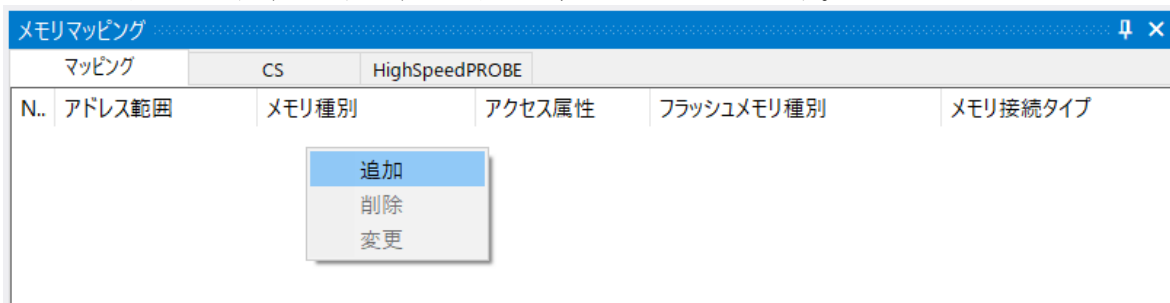 メモリマッピング
マッピング CS HighSpeedPROBE
N.. アドレス範囲 メモリ種別 アクセス属性 フラッシュメモリ種別 メモリ接続タイプ
追加
削除
変更